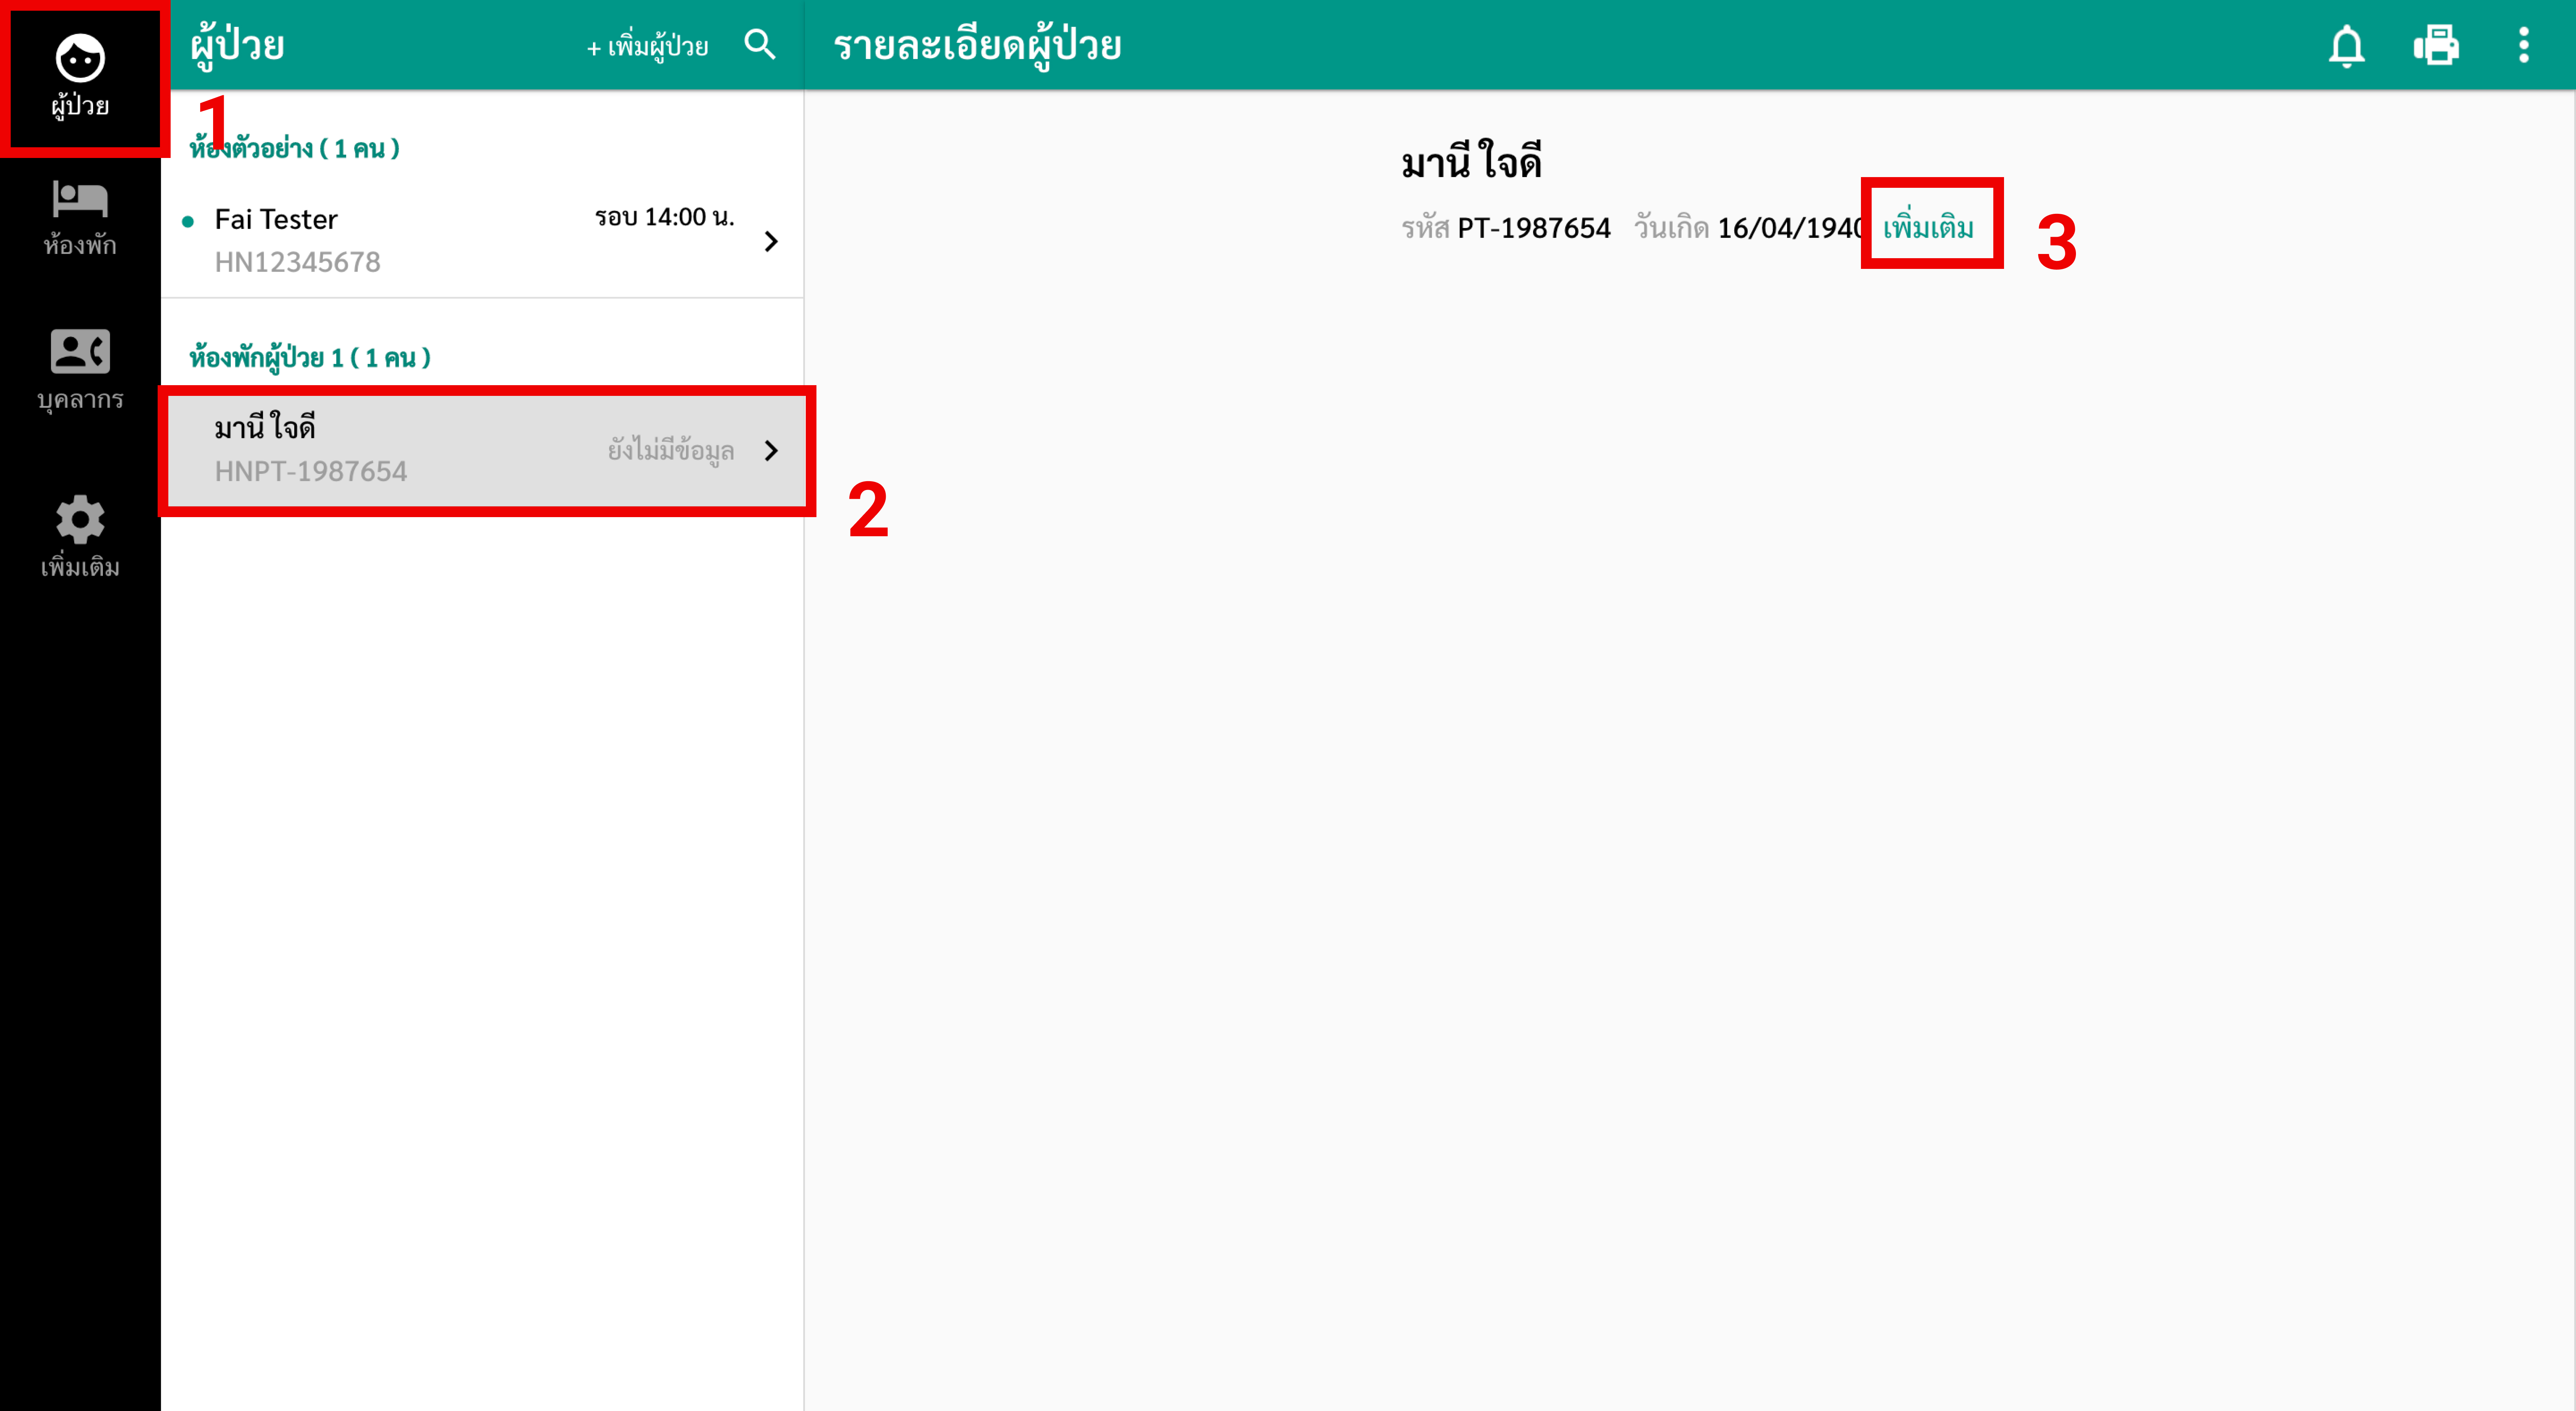 ผู้ป่วย
ห้องพัก
บุคลากร
เพิ่มเติม
1
ผู้ป่วย + เพิ่มผู้ป่วย
ห้องตัวอย่าง ( 1 คน )
Fai Tester รอบ 14:00 น.
HN12345678
ห้องพักผู้ป่วย 1 ( 1 คน )
มานี ใจดี ยังไม่มีข้อมูล
HNPT-1987654
2
รายละเอียดผู้ป่วย
มานี ใจดี
รหัส PT-1987654 วันเกิด 16/04/1940 เพิ่มเติม
3